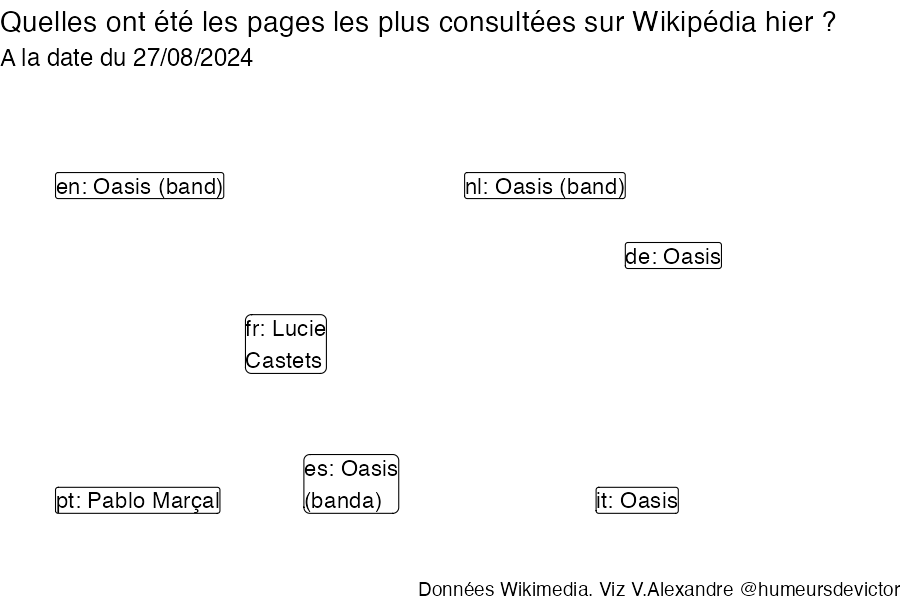 Quelles ont été les pages les plus consultées sur Wikipédia hier ?
A la date du 27/08/2024
en: Oasis (band)
nl: Oasis (band)
de: Oasis
fr: Lucie
Castets
es: Oasis
(banda)
pt: Pablo Marçal
it: Oasis
Données Wikimedia. Viz V.Alexandre @humeursdevictor